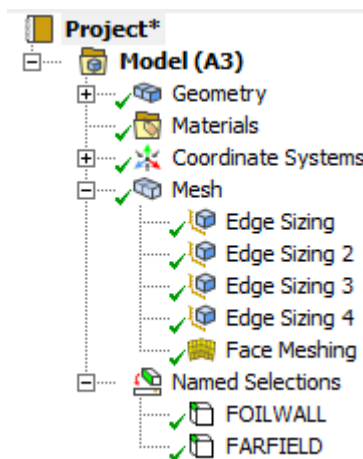 Project*
Model (A3)
Geometry
Materials
Coordinate Systems
Mesh
Edge Sizing
Edge Sizing 2
Edge Sizing 3
Edge Sizing 4
Face Meshing
Named Selections
FOILWALL
FARFIELD